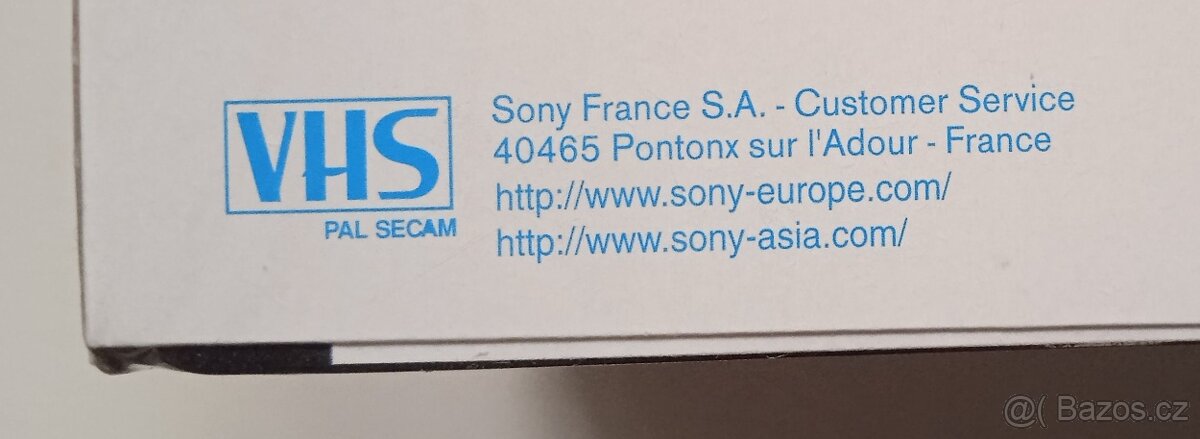 VHS
PAL SECAM
Sony France S.A. - Customer Service
40465 Pontonx sur l'Adour - France
http://www.sony-europe.com/
http://www.sony-asia.com/
@( Bazos.cz